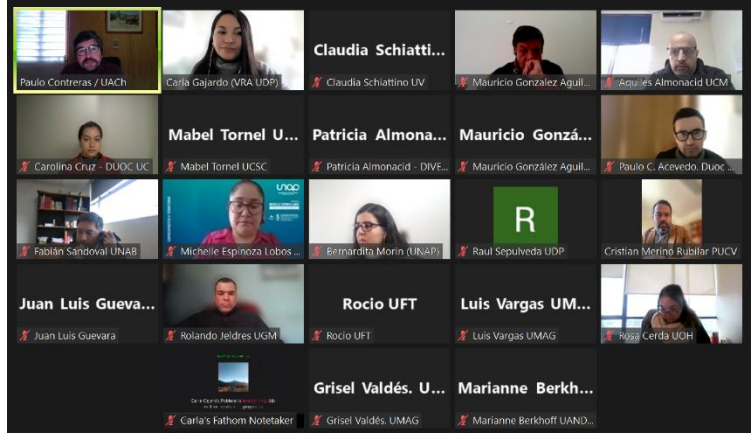 Paulo Contreras / UACh
Carla Gajardo (VRA UDP)
Claudia Schiatti...
Claudia Schiattino UV
Mauricio Gonzalez Aguil...
Aquiles Almonacid UCM
Carolina Cruz - DUOC UC
Mabel Tornel U...
Mabel Tornel UCSC
Patricia Almona...
Patricia Almonacid - DIVE...
Mauricio Gonzá...
Mauricio González Aguil...
Paulo C. Acevedo. Duoc ...
Fabián Sandoval UNAB
unap
Michelle Espinoza Lobos ...
Bernardita Morin (UNAP)
R
Raul Sepulveda UDP
Cristian Merino Rubilar PUCV
Juan Luis Gueva...
Juan Luis Guevara
Rolando Jeldres UGM
Rocio UFT
Rocio UFT
Luis Vargas UM...
Luis Vargas UMAG
Rosa Cerda UOH
Carla's Fathom Notetaker
Grisel Valdés. U...
Grisel Valdés. UMAG
Marianne Berkh...
Marianne Berkhoff UAND...